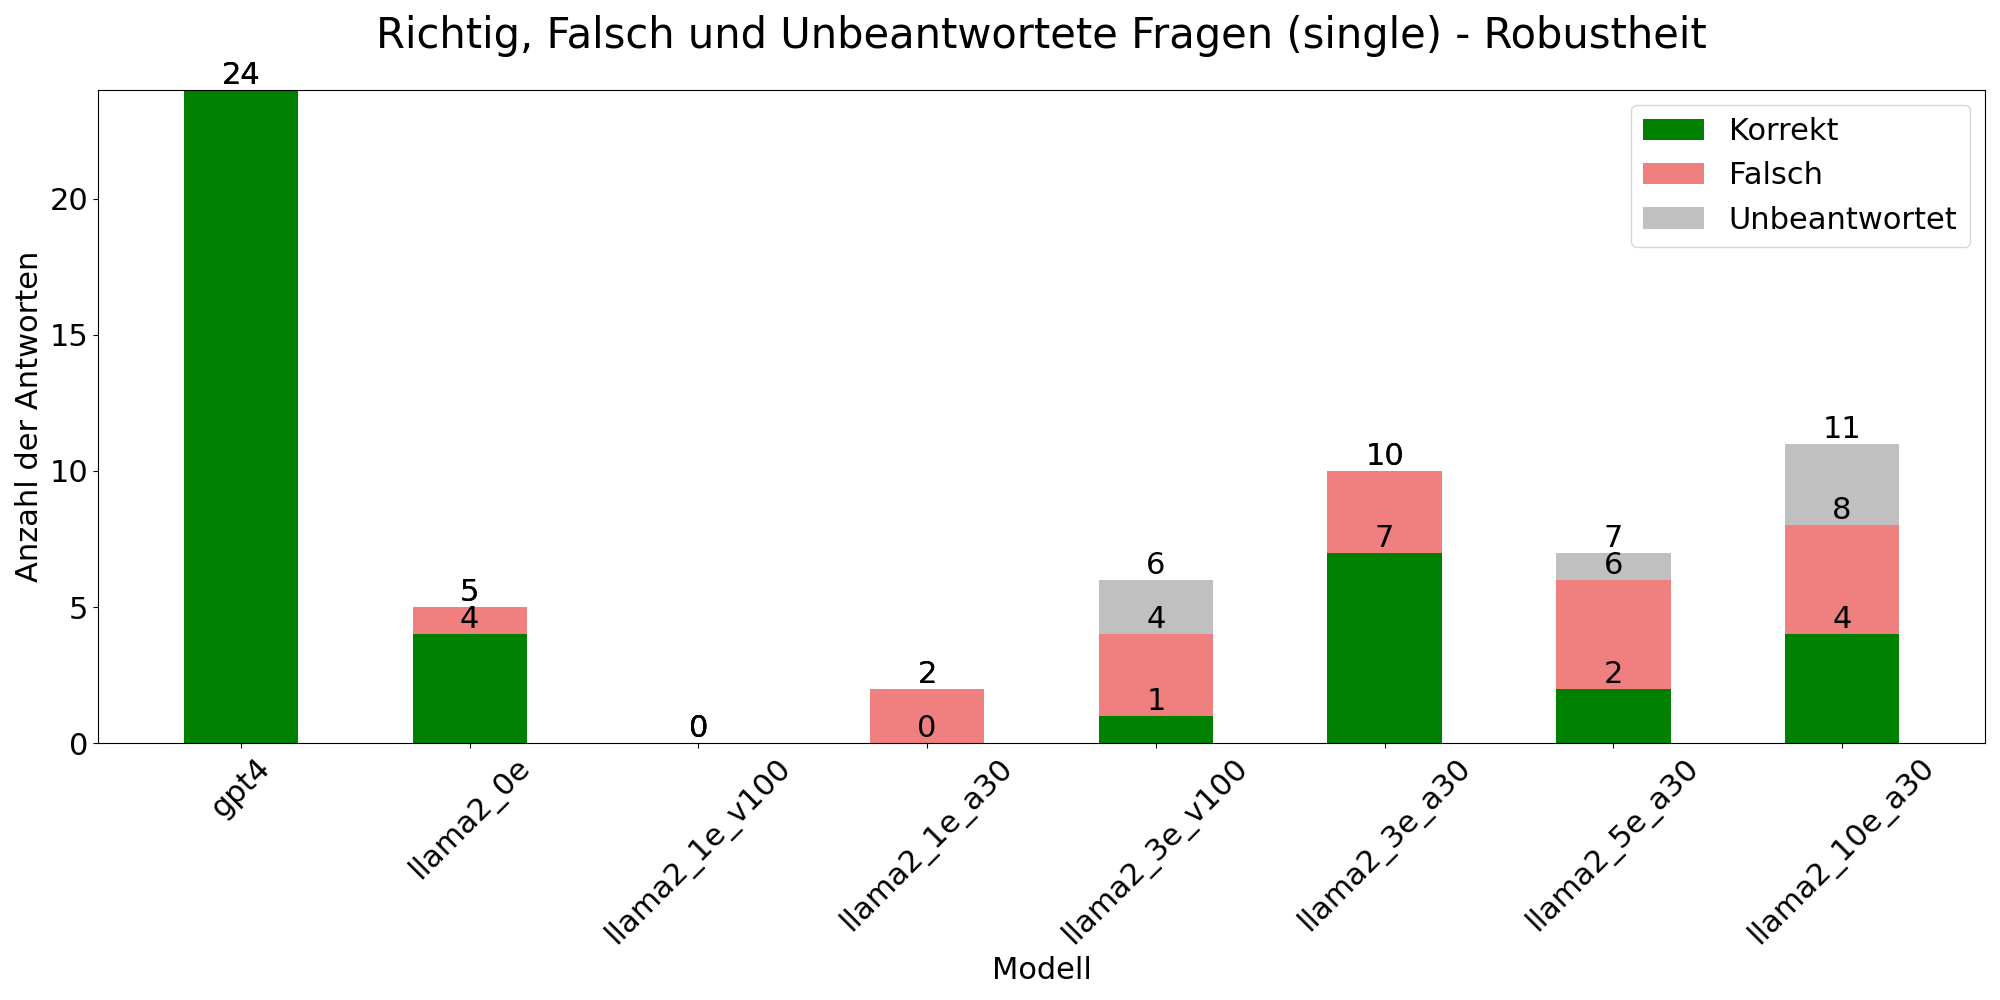 Richtig, Falsch und Unbeantwortete Fragen (single) - Robustheit
Anzahl der Antworten
20
15
10
5
0
24
5
4
0
2
0
6
4
1
10
7
7
6
2
11
8
4
Korrekt
Falsch
Unbeantwortet
gpt4
llama2_0e
llama2_1e_v100
llama2_1e_a30
llama2_3e_v100
llama2_3e_a30
llama2_5e_a30
llama2_10e_a30
Modell